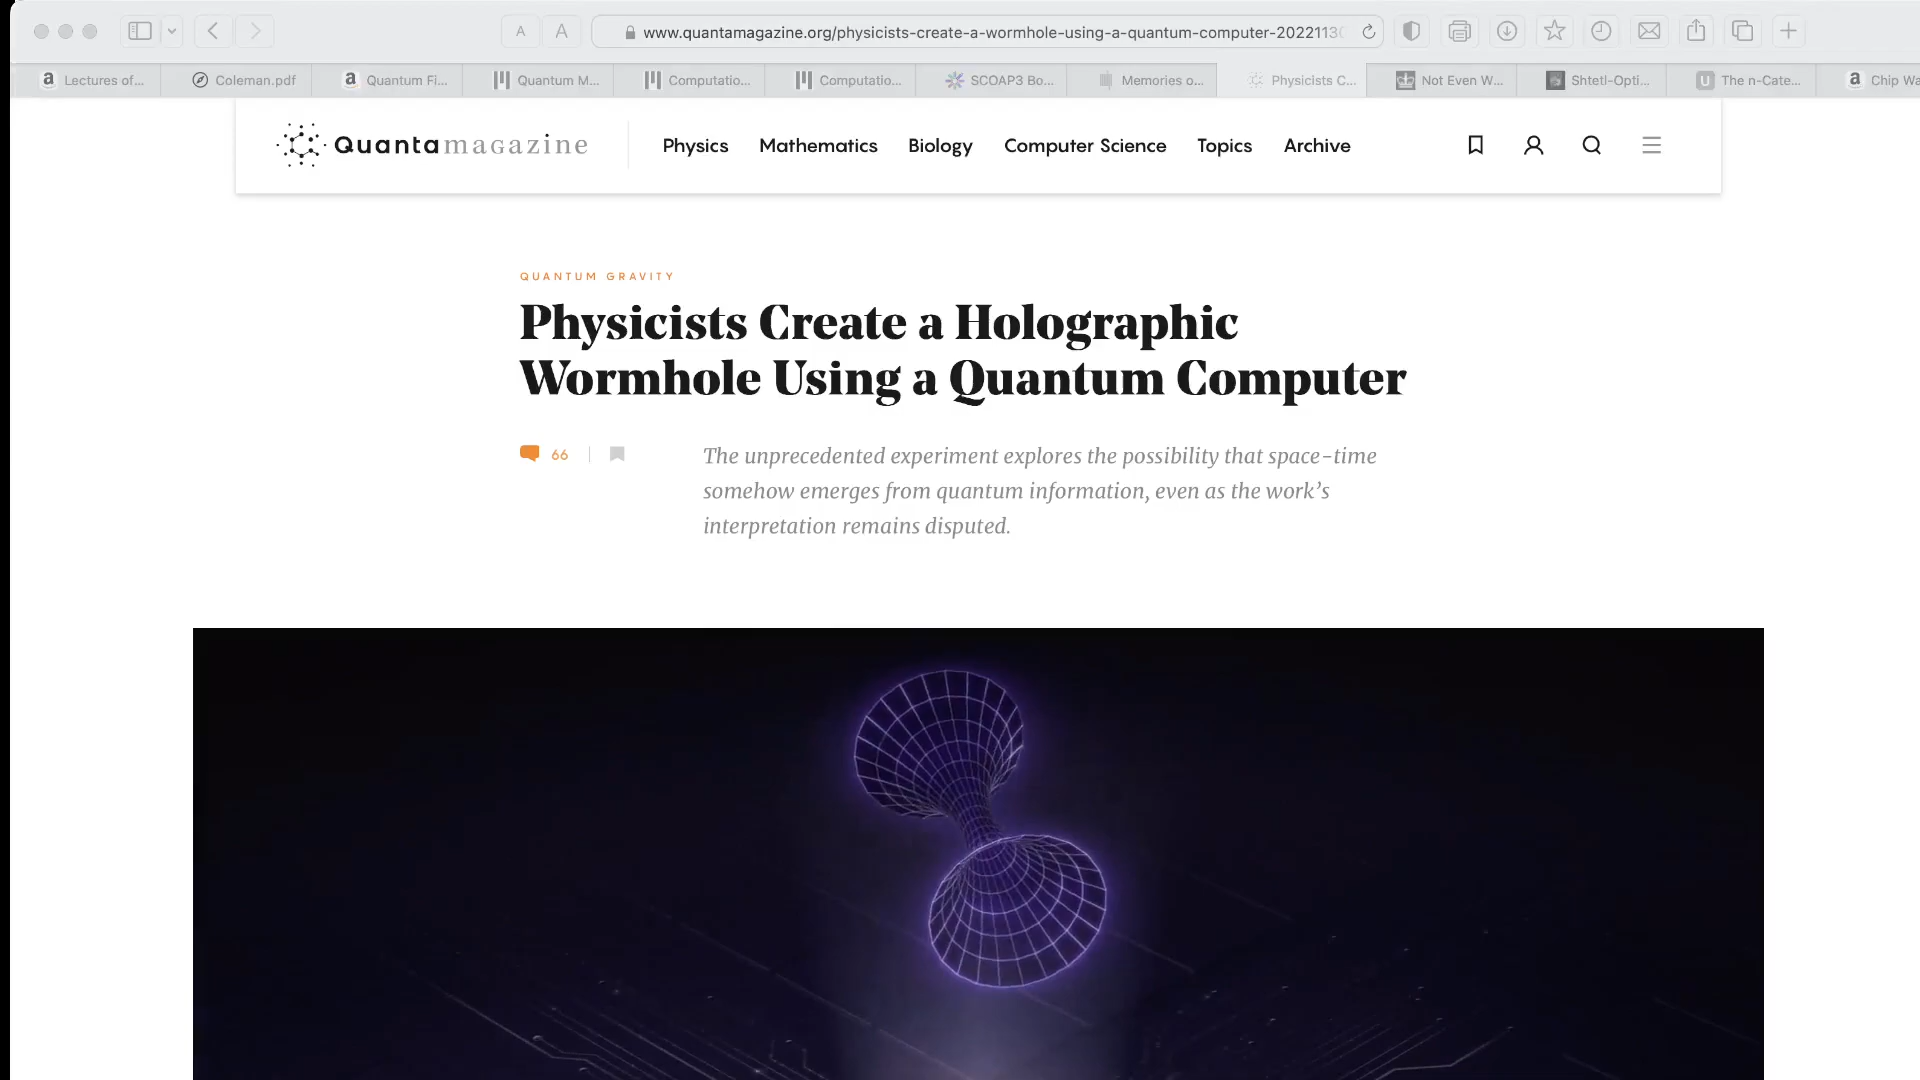 A A www.quantamagazine.org/physicists-create-a-wormhole-using-a-quantum-computer-2022113
a Lectures of... Coleman.pdf a Quantum Fi... Quantum M... Computatio... Computatio... SCOAP3 Bo... Memories o... Physicists C... Not Even W... Shtetl-Opti... U The n-Cate... a Chip Wa
Quantamagazine Physics Mathematics Biology Computer Science Topics Archive
QUANTUM GRAVITY
Physicists Create a Holographic
Wormhole Using a Quantum Computer
66
The unprecedented experiment explores the possibility that space-time
somehow emerges from quantum information, even as the work’s
interpretation remains disputed.